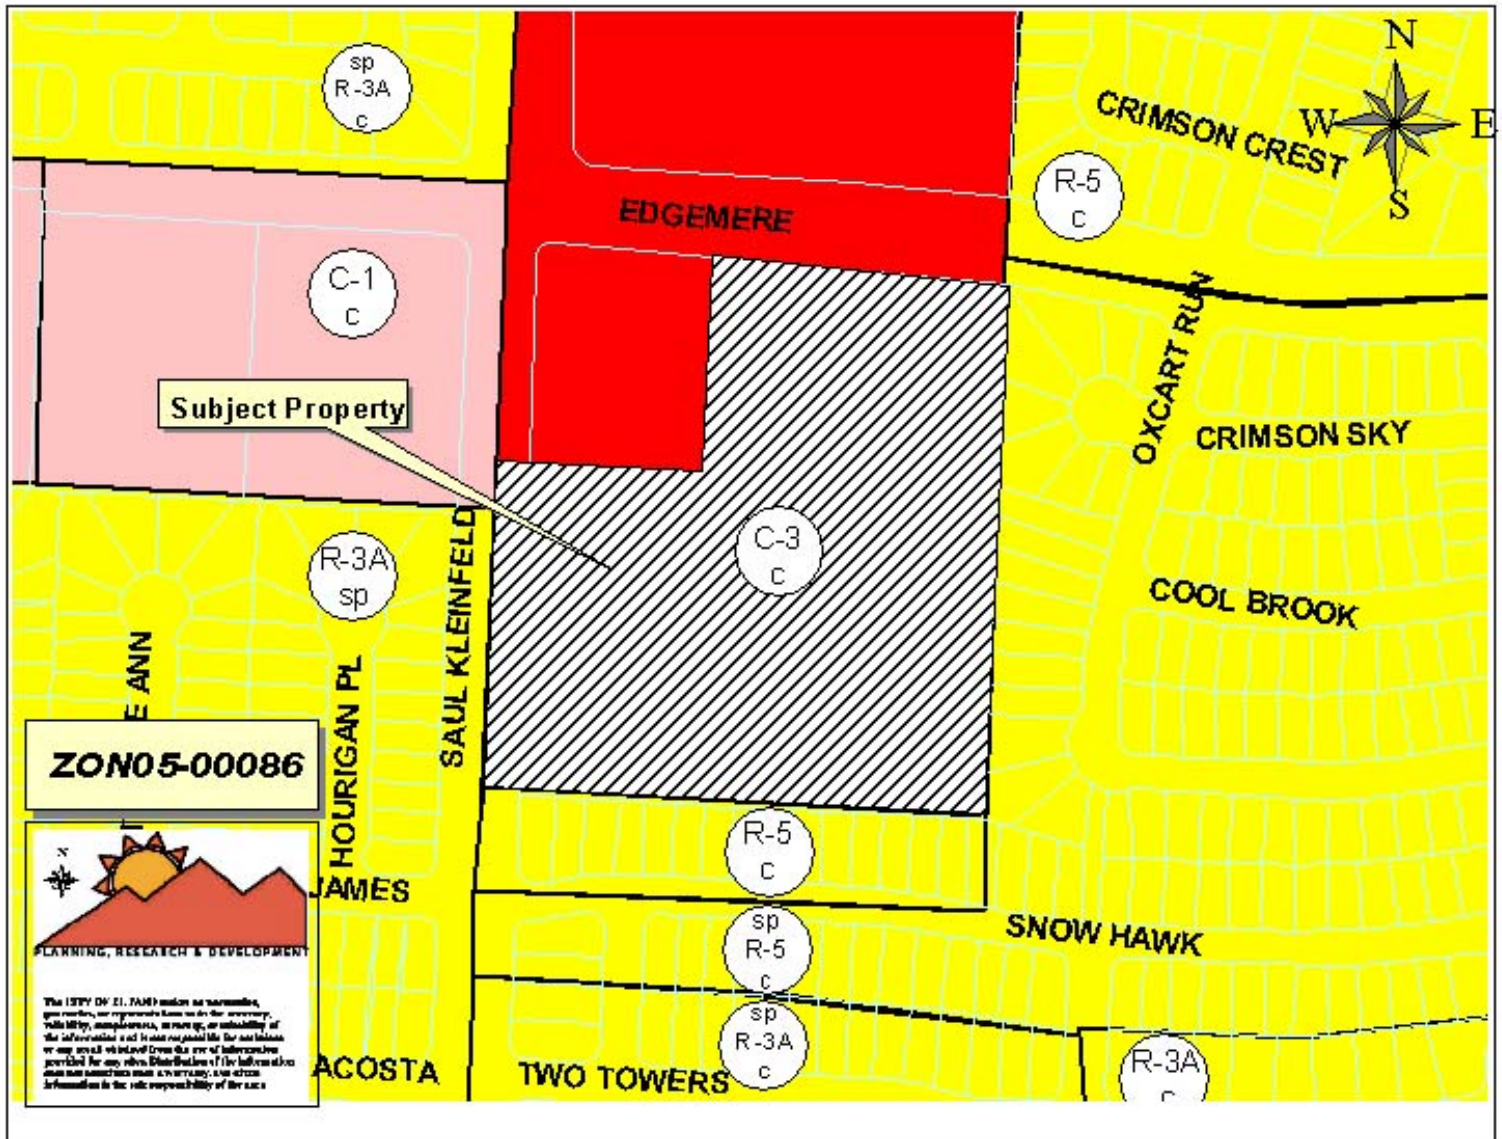 N
W E
S
sp
R-3A
c
CRIMSON CREST
R-5
c
EDGEMERE
C-1
c
OXCART RUN
Subject Property
CRIMSON SKY
C-3
c
R-3A
sp
SAUL KLEINFELD
COOL BROOK
E ANN
HOURIGAN PL
ZON05-00086
R-5
c
JAMES
sp
R-5
c
SNOW HAWK
N
PLANNING, RESEARCH & DEVELOPMENT
sp
R-3A
c
R-3A
c
ACOSTA
TWO TOWERS